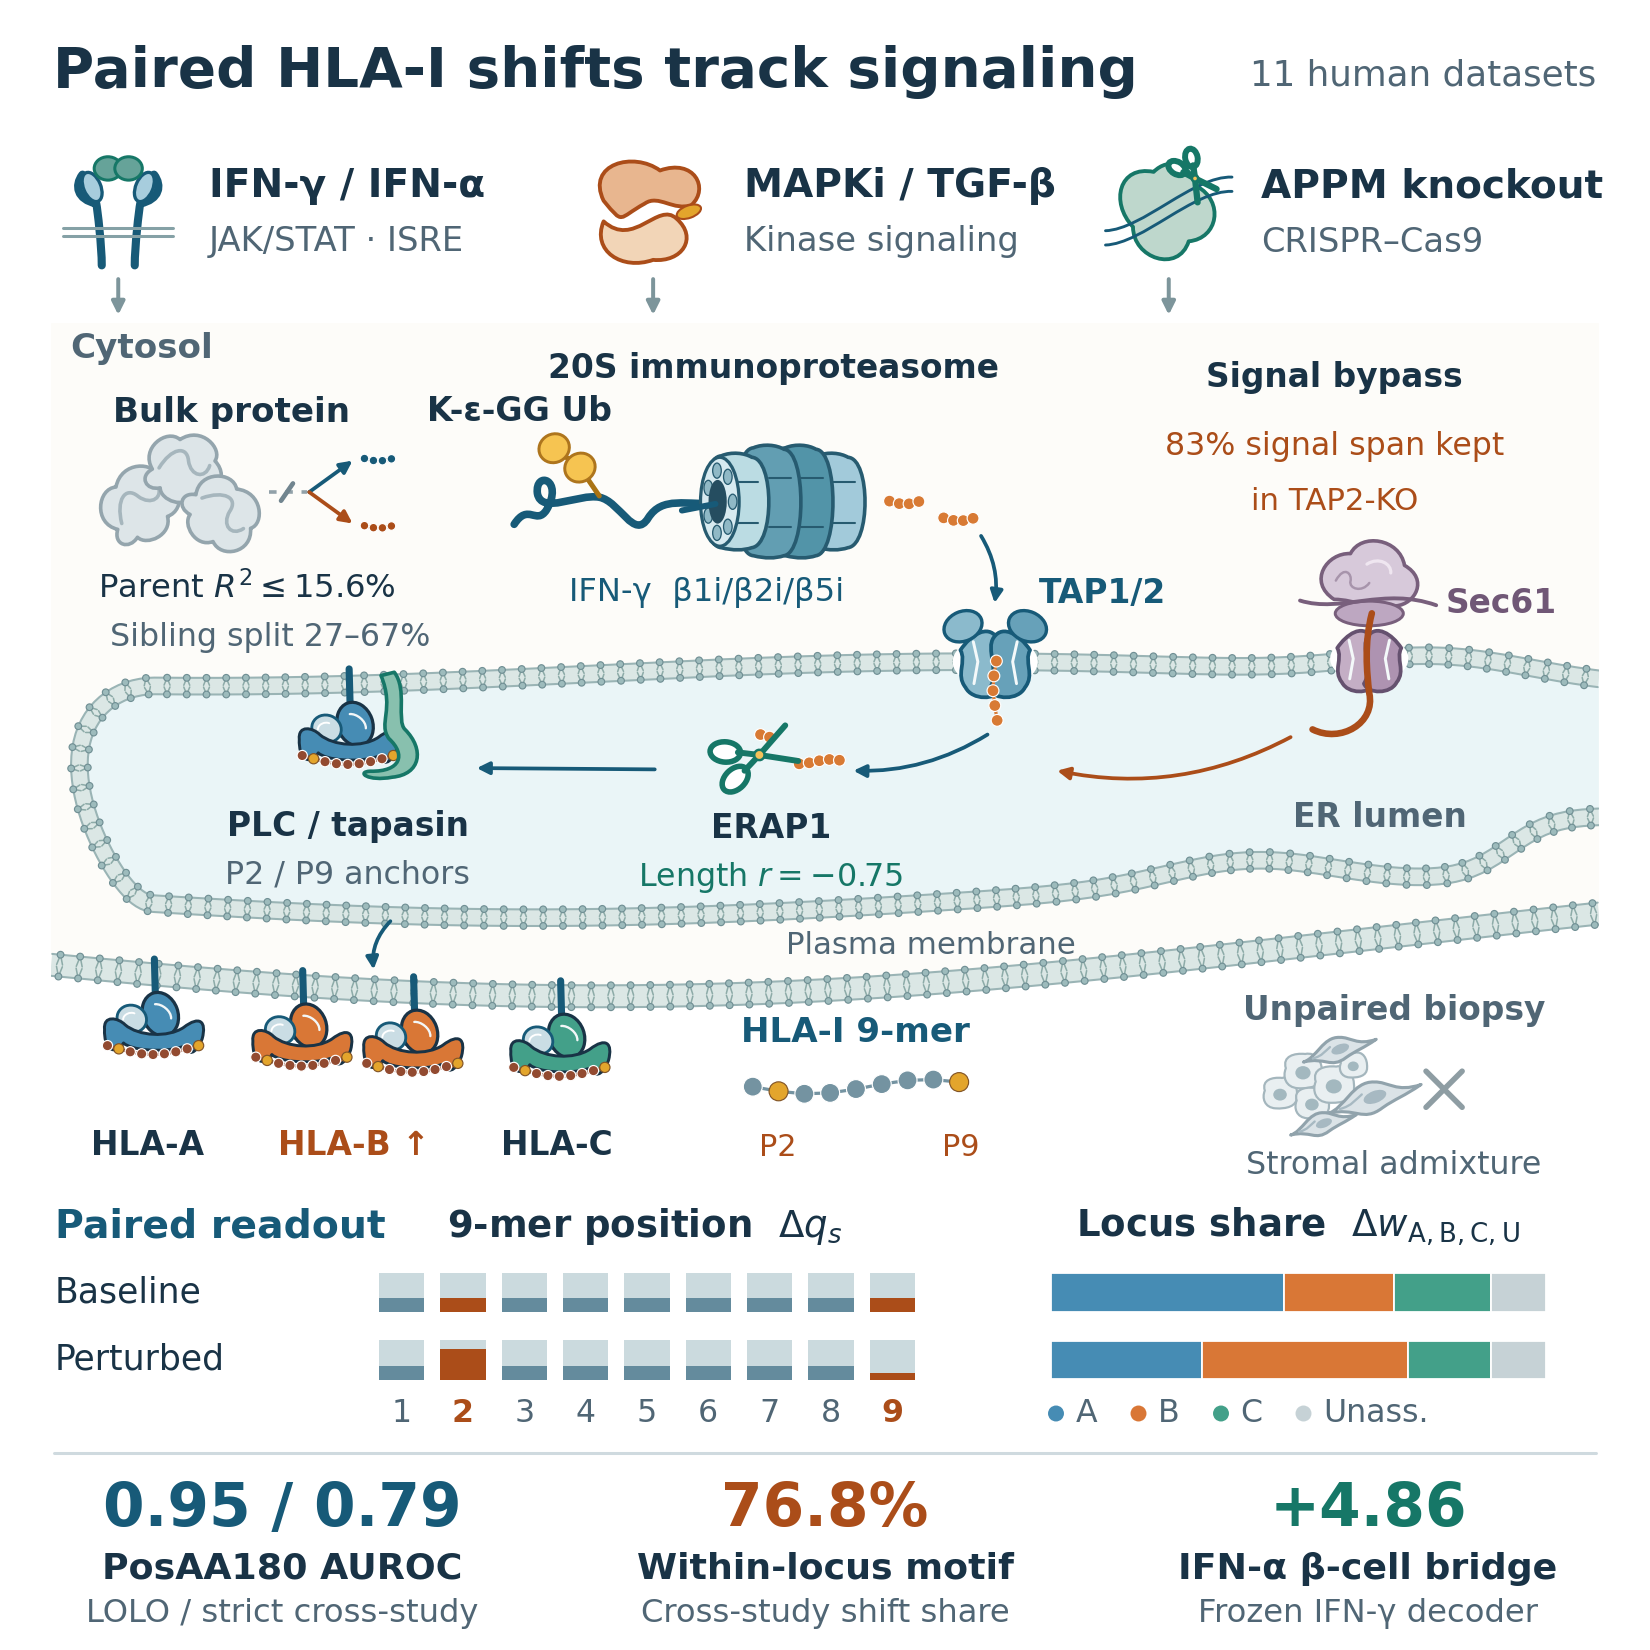 Paired HLA-I shifts track signaling
11 human datasets
IFN-γ / IFN-α
JAK/STAT · ISRE
MAPKi / TGF-β
Kinase signaling
APPM knockout
CRISPR–Cas9
Cytosol
20S immunoproteasome
Signal bypass
Bulk protein
K-ε-GG Ub
83% signal span kept
in TAP2-KO
Parent R² ≤ 15.6%
Sibling split 27–67%
IFN-γ β1i/β2i/β5i
TAP1/2
Sec61
PLC / tapasin
P2 / P9 anchors
ERAP1
Length r = −0.75
ER lumen
Plasma membrane
HLA-I 9-mer
P2
P9
Unpaired biopsy
Stromal admixture
HLA-A
HLA-B ↑
HLA-C
Paired readout
9-mer position Δqₛ
Locus share Δw_A,B,C,U
Baseline
Perturbed
1 2 3 4 5 6 7 8 9
A B C Unass.
0.95 / 0.79
PosAA180 AUROC
LOLO / strict cross-study
76.8%
Within-locus motif
Cross-study shift share
+4.86
IFN-α β-cell bridge
Frozen IFN-γ decoder